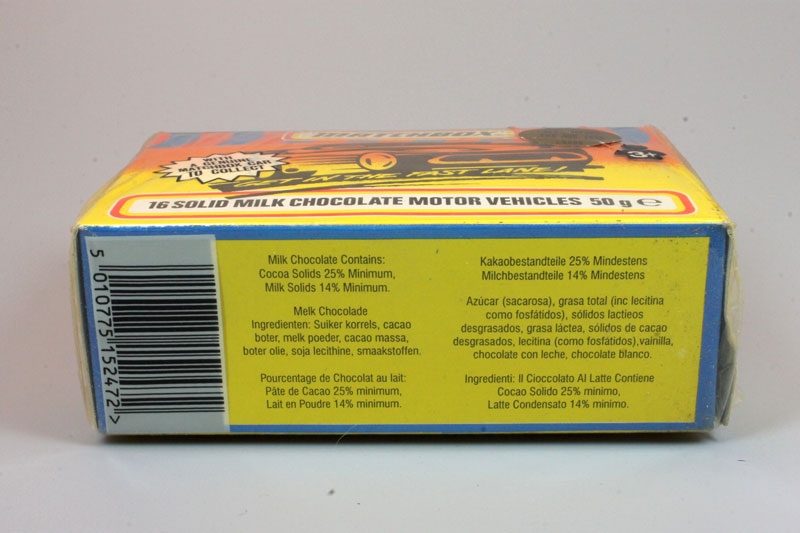 MATCHBOX
WITH
A GENUINE
MATCHBOX CAR
TO COLLECT
GET IN THE FAST LANE!
3+
16 SOLID MILK CHOCOLATE MOTOR VEHICLES 50 g ℮
5 010775 152472 >
Milk Chocolate Contains:
Cocoa Solids 25% Minimum,
Milk Solids 14% Minimum.
Melk Chocolade
Ingredienten: Suiker korrels, cacao
boter, melk poeder, cacao massa,
boter olie, soja lecithine, smaakstoffen.
Pourcentage de Chocolat au lait:
Pâte de Cacao 25% minimum,
Lait en Poudre 14% minimum.
Kakaobestandteile 25% Mindestens
Milchbestandteile 14% Mindestens
Azúcar (sacarosa), grasa total (inc lecitina
como fosfátidos), sólidos lactieos
desgrasados, grasa láctea, sólidos de cacao
desgrasados, lecitina (como fosfátidos),vainilla,
chocolate con leche, chocolate blanco.
Ingredienti: Il Cioccolato Al Latte Contiene
Cocao Solido 25% minimo,
Latte Condensato 14% minimo.